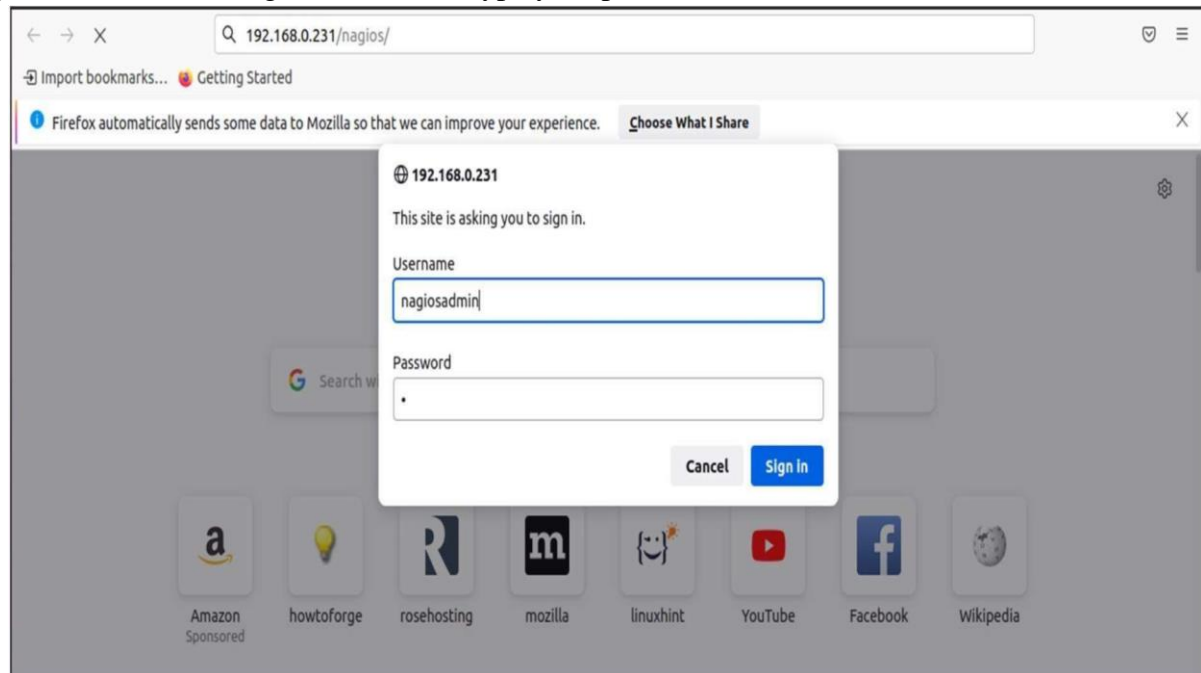 192.168.0.231/nagios/
Import bookmarks... Getting Started
Firefox automatically sends some data to Mozilla so that we can improve your experience. Choose What I Share
192.168.0.231
This site is asking you to sign in.
Username
nagiosadmin
Password
Search w
Cancel Sign in
a R m {:-}
Amazon howtoforge rosehosting mozilla linuxhint YouTube Facebook Wikipedia
Sponsored